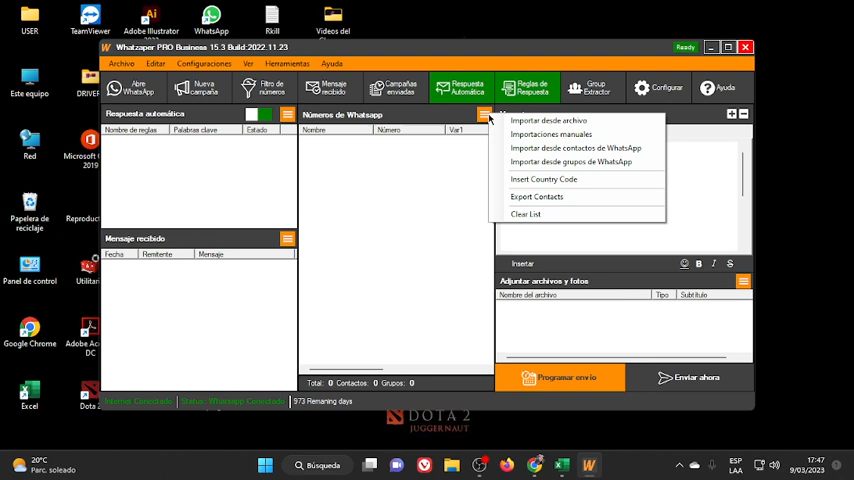 USER
TeamViewer
Adobe Illustrator
WhatsApp
Rkill
Videos del
Whatzaper PRO Business 15.3 Build:2022.11.23
Ready
Archivo Editar Configuraciones Ver Herramientas Ayuda
Abre WhatsApp
Nueva campaña
Filtro de números
Mensaje recibido
Campañas enviadas
Respuesta Automática
Reglas de Respuesta
Group Extractor
Configurar
Ayuda
Este equipo
DRIVER
Respuesta automática
Nombre de reglas Palabras clave Estado
Números de Whatsapp
Nombre Número Var1
Importar desde archivo
Importaciones manuales
Importar desde contactos de WhatsApp
Importar desde grupos de WhatsApp
Insert Country Code
Export Contacts
Clear List
Red
Microsoft
2019
Papelera de reciclaje
Reproduc
Mensaje recibido
Fecha Remitente Mensaje
Insertar
B I S
Panel de control
Utilitar
Adjuntar archivos y fotos
Nombre del archivo Tipo Subtítulo
Google Chrome
Adobe Ac
DC
Programar envío
Enviar ahora
Total: 0 Contactos: 0 Grupos: 0
Excel
Dota 2
Internet Conectado Status: Whatsapp Conectado 973 Remaning days
DOTA 2
JUGGERNAUT
20°C
Parc. soleado
Búsqueda
ESP
LAA
17:47
9/03/2023